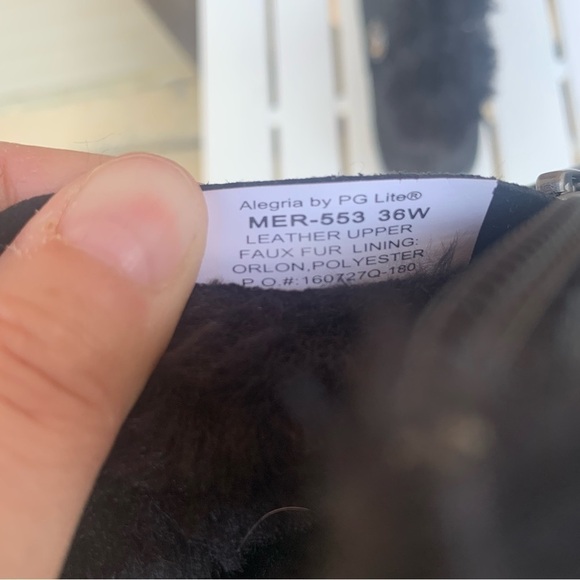 Alegria by PG Lite®
MER-553 36W
LEATHER UPPER
FAUX FUR LINING:
ORLON,POLYESTER
P.O.#:160727Q-180